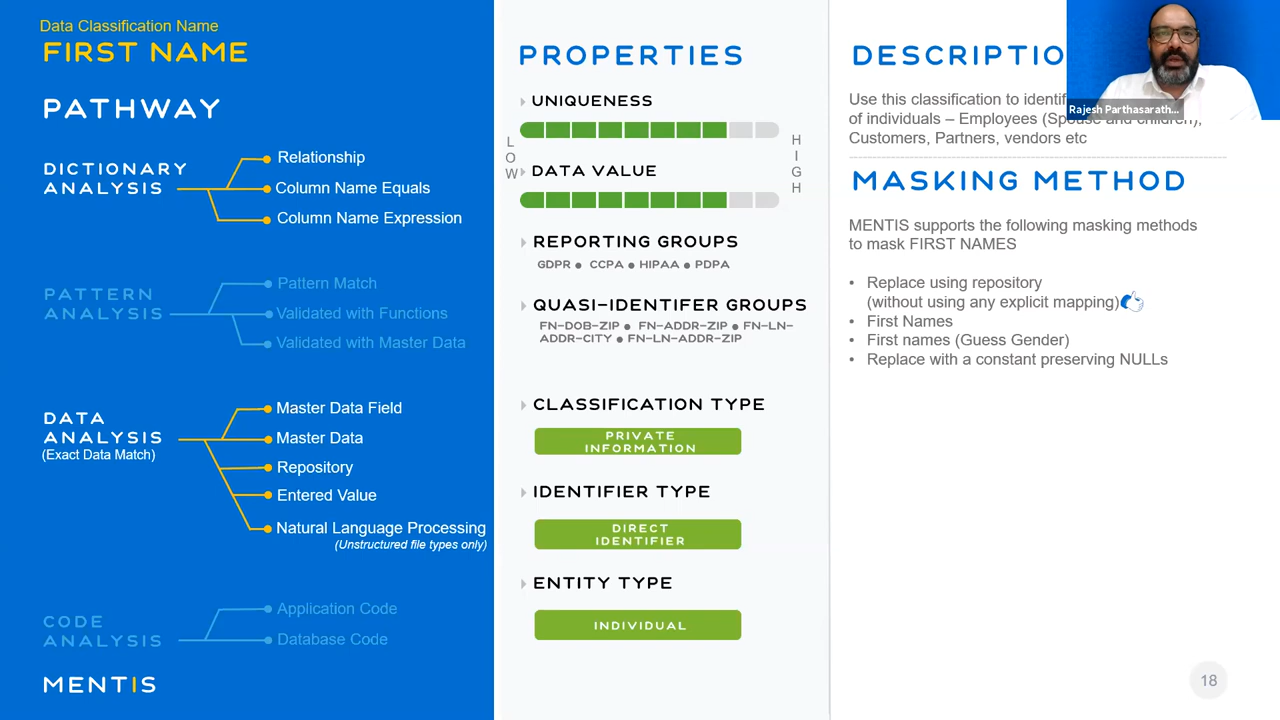 Data Classification Name
FIRST NAME
PATHWAY
DICTIONARY
ANALYSIS
Relationship
Column Name Equals
Column Name Expression
PATTERN
ANALYSIS
Pattern Match
Validated with Functions
Validated with Master Data
DATA
ANALYSIS
(Exact Data Match)
Master Data Field
Master Data
Repository
Entered Value
Natural Language Processing
(Unstructured file types only)
CODE
ANALYSIS
Application Code
Database Code
MENTIS
PROPERTIES
UNIQUENESS
LOW
HIGH
DATA VALUE
REPORTING GROUPS
GDPR ● CCPA ● HIPAA ● PDPA
QUASI-IDENTIFER GROUPS
FN-DOB-ZIP ● FN-ADDR-ZIP ● FN-LN-
ADDR-CITY ● FN-LN-ADDR-ZIP
CLASSIFICATION TYPE
PRIVATE
INFORMATION
IDENTIFIER TYPE
DIRECT
IDENTIFIER
ENTITY TYPE
INDIVIDUAL
DESCRIPTIO
Use this classification to identif
of individuals – Employees (Spouse and children),
Customers, Partners, vendors etc
Rajesh Parthasarath...
MASKING METHOD
MENTIS supports the following masking methods
to mask FIRST NAMES
• Replace using repository
(without using any explicit mapping)
• First Names
• First names (Guess Gender)
• Replace with a constant preserving NULLs
18